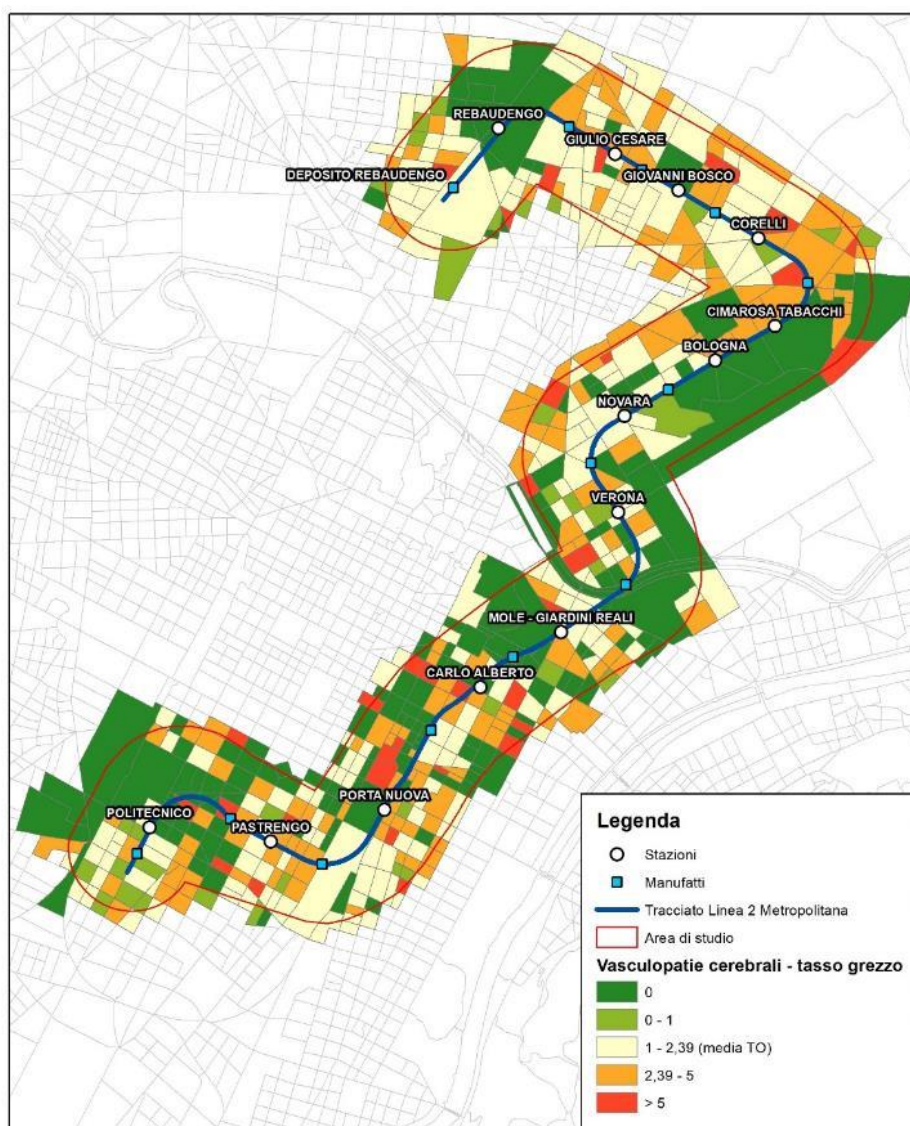 REBAUDENGO
GIULIO CESARE
DEPOSITO REBAUDENGO
GIOVANNI BOSCO
CORELLI
CIMAROSA TABACCHI
BOLOGNA
NOVARA
VERONA
MOLE - GIARDINI REALI
CARLO ALBERTO
PORTA NUOVA
POLITECNICO
PASTRENGO
Legenda
Stazioni
Manufatti
Tracciato Linea 2 Metropolitana
Area di studio
Vasculopatie cerebrali - tasso grezzo
0
0 - 1
1 - 2,39 (media TO)
2,39 - 5
> 5